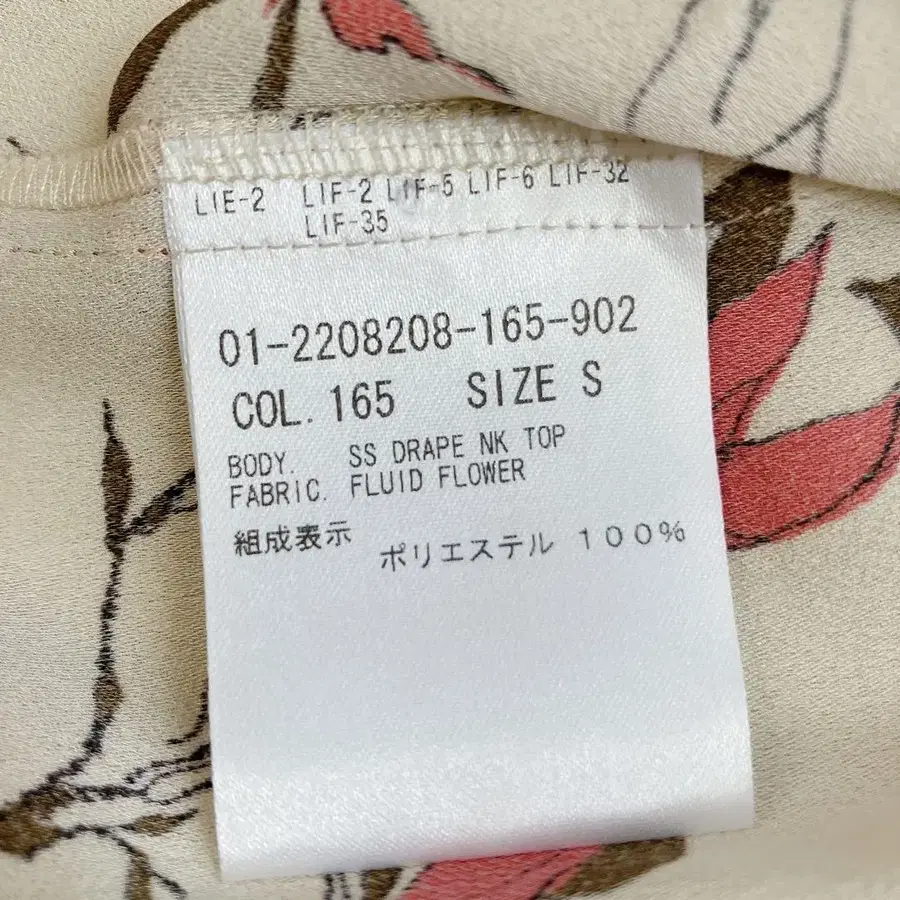 LIE-2 LIF-2 LIF-5 LIF-6 LIF-32
LIF-35
01-2208208-165-902
COL. 165 SIZE S
BODY. SS DRAPE NK TOP
FABRIC. FLUID FLOWER
組成表示 ポリエステル 100%